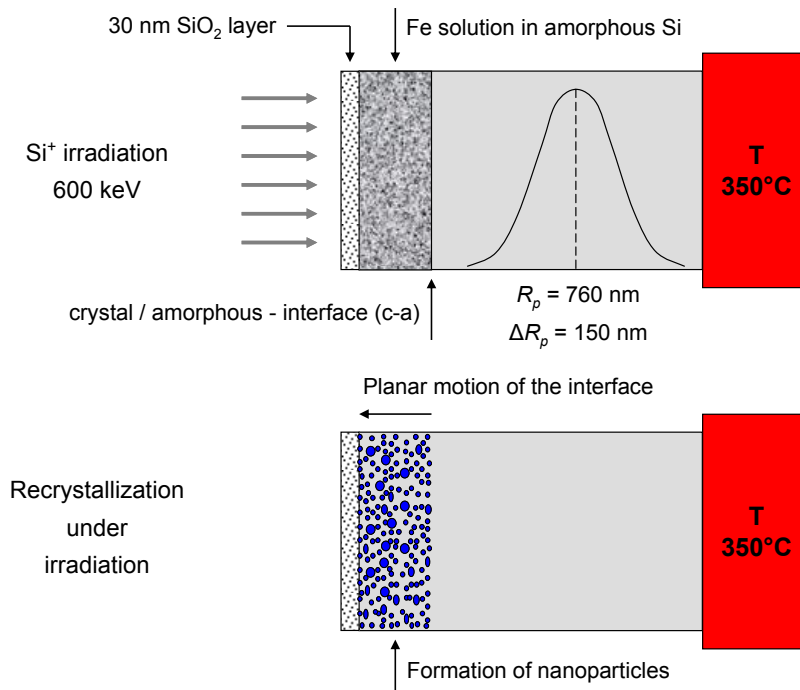 30 nm SiO₂ layer
Fe solution in amorphous Si
Si⁺ irradiation
600 keV
T
350°C
crystal / amorphous - interface (c-a)
Rₚ = 760 nm
ΔRₚ = 150 nm
Planar motion of the interface
Recrystallization
under
irradiation
T
350°C
Formation of nanoparticles